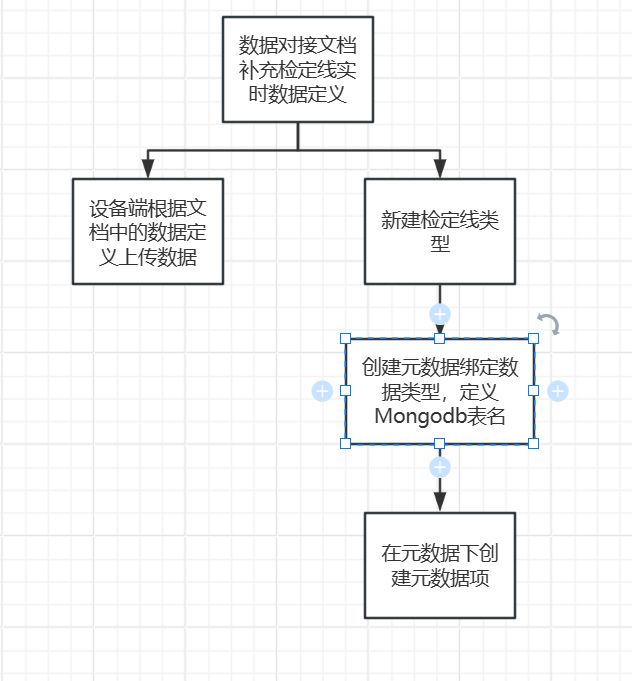 数据对接文档
补充检定线实
时数据定义
设备端根据文
档中的数据定
义上传数据
新建检定线类
型
创建元数据绑定数
据类型，定义
Mongodb表名
在元数据下创
建元数据项